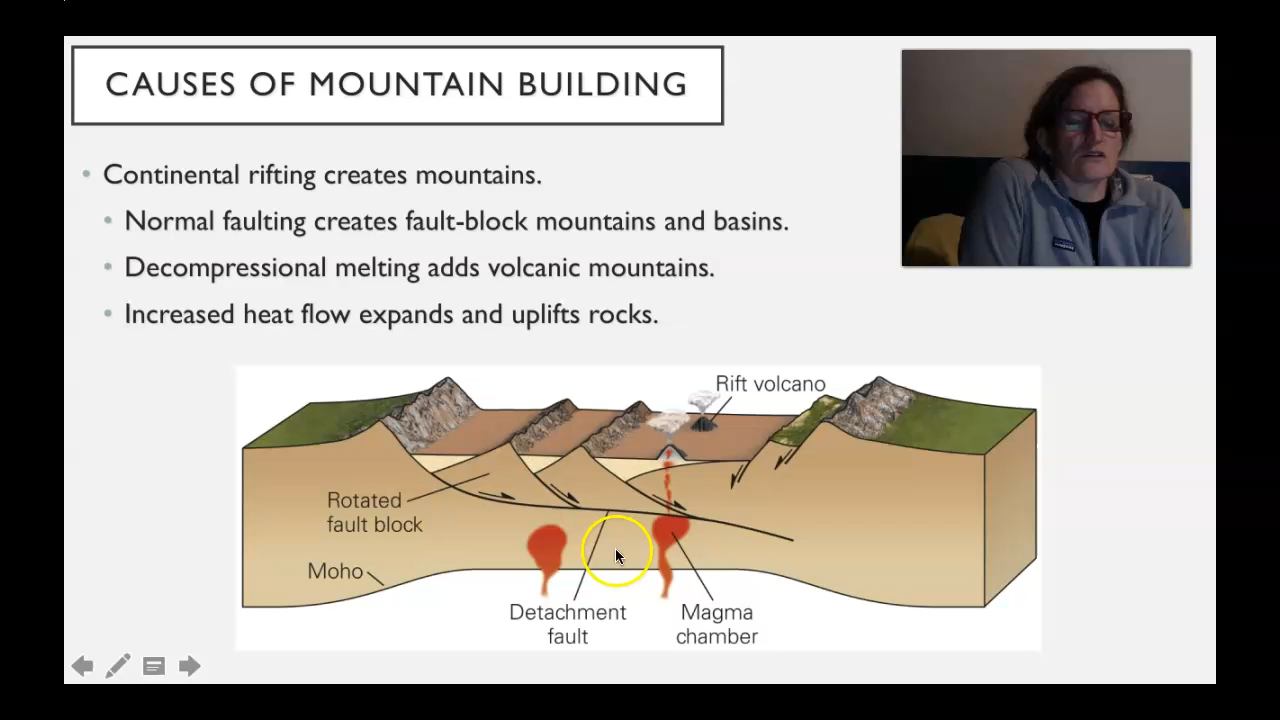 CAUSES OF MOUNTAIN BUILDING
• Continental rifting creates mountains.
• Normal faulting creates fault-block mountains and basins.
• Decompressional melting adds volcanic mountains.
• Increased heat flow expands and uplifts rocks.
Rift volcano
Rotated
fault block
Moho
Detachment
fault
Magma
chamber